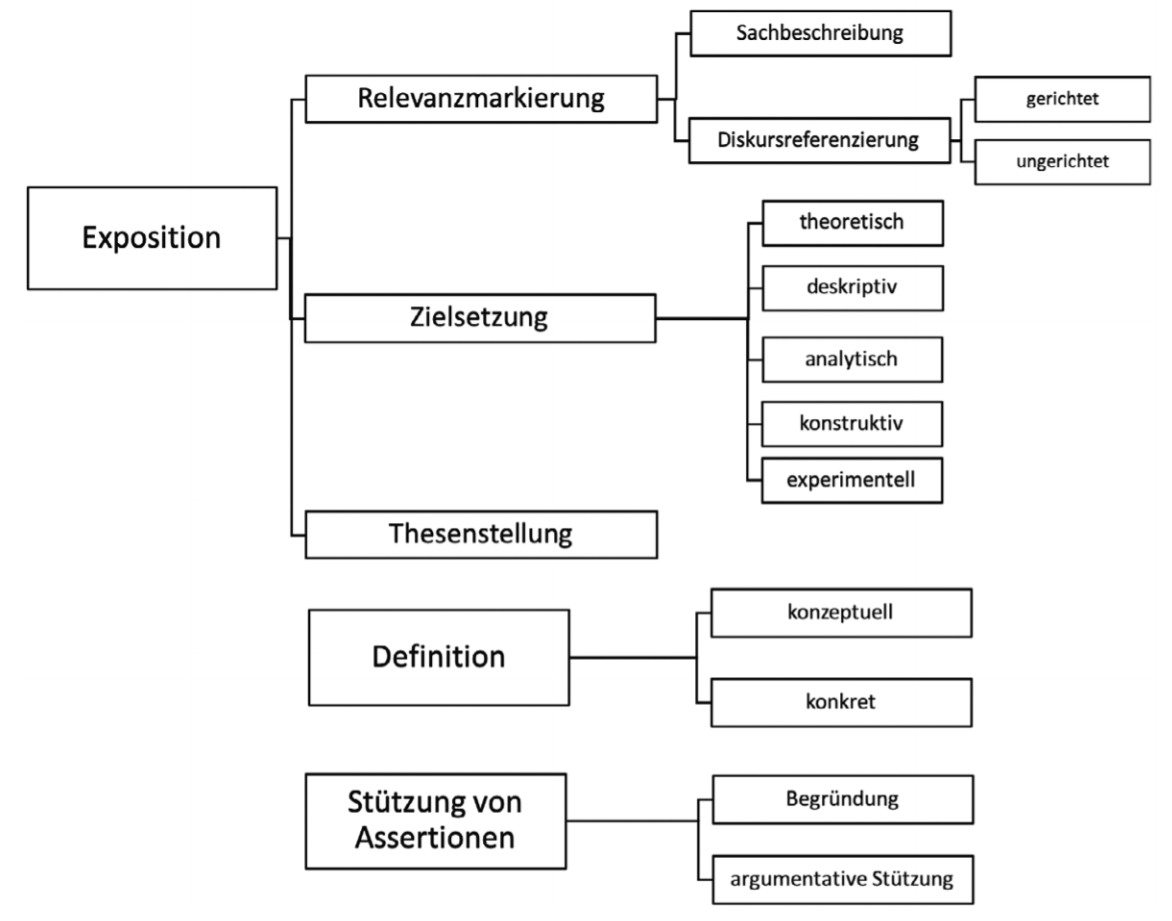 Sachbeschreibung
Relevanzmarkierung
gerichtet
Diskursreferenzierung
ungerichtet
Exposition
theoretisch
deskriptiv
Zielsetzung
analytisch
konstruktiv
experimentell
Thesenstellung
konzeptuell
Definition
konkret
Stützung von
Assertionen
Begründung
argumentative Stützung